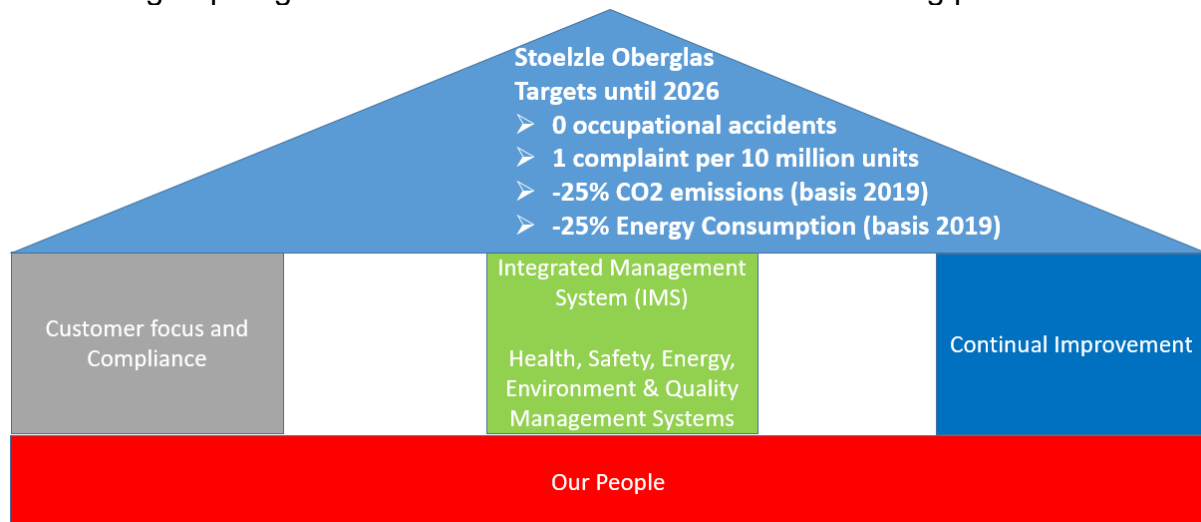 Stoelzle Oberglas
Targets until 2026
➢ 0 occupational accidents
➢ 1 complaint per 10 million units
➢ -25% CO2 emissions (basis 2019)
➢ -25% Energy Consumption (basis 2019)
Customer focus and
Compliance
Integrated Management
System (IMS)
Health, Safety, Energy,
Environment & Quality
Management Systems
Continual Improvement
Our People